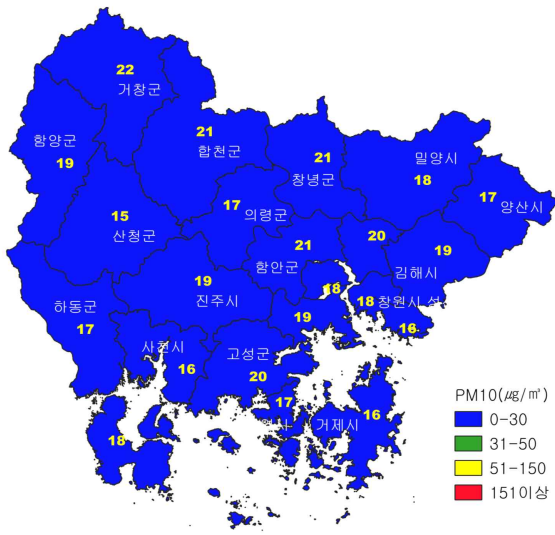 22
거창군
함양군
19
21
합천군
21
창녕군
밀양시
18
17
양산시
15
산청군
17
의령군
21
함안군
20
19
김해시
19
진주시
18
18
창원시
16
19
하동군
17
사천시
16
고성군
20
17
16
거제시
18
PM10(㎍/㎥)
0-30
31-50
51-150
151이상